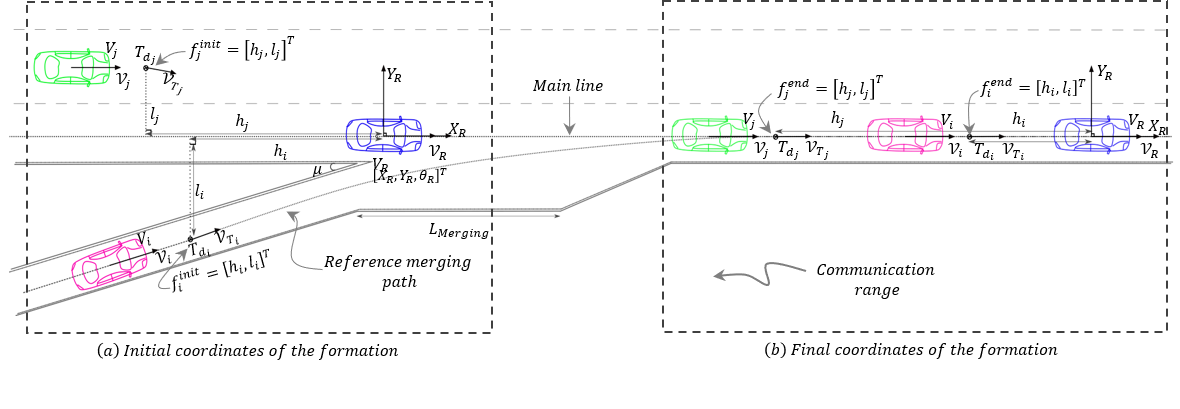 V_j
T_{d_j}
f_j^{init} = [h_j, l_j]^T
𝒱_j
𝒱_{T_j}
l_j
h_j
Y_R
X_R
𝒱_R
h_i
μ
V_R
[X_R, Y_R, θ_R]^T
l_i
V_i
𝒱_i
T_{d_i}
𝒱_{T_i}
f_i^{init} = [h_i, l_i]^T
Main line
L_{Merging}
Reference merging
path
f_j^{end} = [h_j, l_j]^T
f_i^{end} = [h_i, l_i]^T
Y_R
h_j
h_i
V_j
V_i
V_R
X_R
𝒱_j
T_{d_j}
𝒱_{T_j}
𝒱_i
T_{d_i}
𝒱_{T_i}
𝒱_R
Communication
range
(a) Initial coordinates of the formation
(b) Final coordinates of the formation